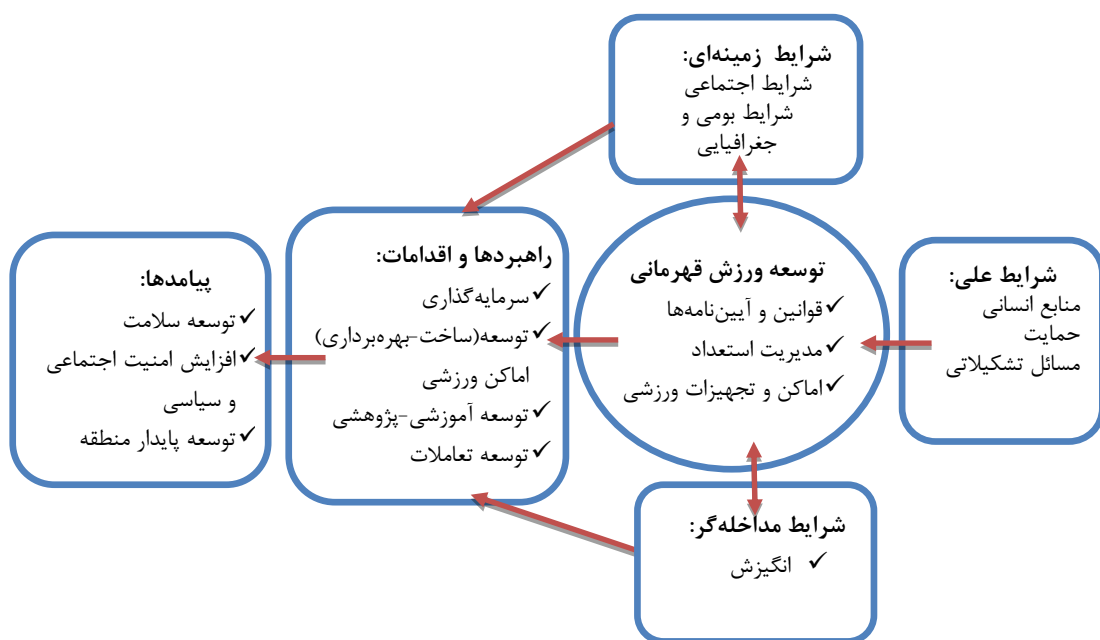 شرایط زمینه‌ای:
شرایط اجتماعی
شرایط بومی و
جغرافیایی
شرایط علی:
منابع انسانی
حمایت
مسائل تشکیلاتی
توسعه ورزش قهرمانی
✓قوانین و آیین‌نامه‌ها
✓مدیریت استعداد
✓اماکن و تجهیزات ورزشی
راهبردها و اقدامات:
✓سرمایه‌گذاری
✓توسعه(ساخت-بهره‌برداری)
اماکن ورزشی
✓توسعه آموزشی-پژوهشی
✓توسعه تعاملات
پیامدها:
✓توسعه سلامت
✓افزایش امنیت اجتماعی
و سیاسی
✓توسعه پایدار منطقه
شرایط مداخله‌گر:
✓ انگیزش